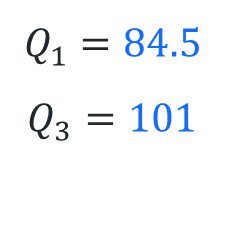 Q₁ = 84.5
Q₃ = 101